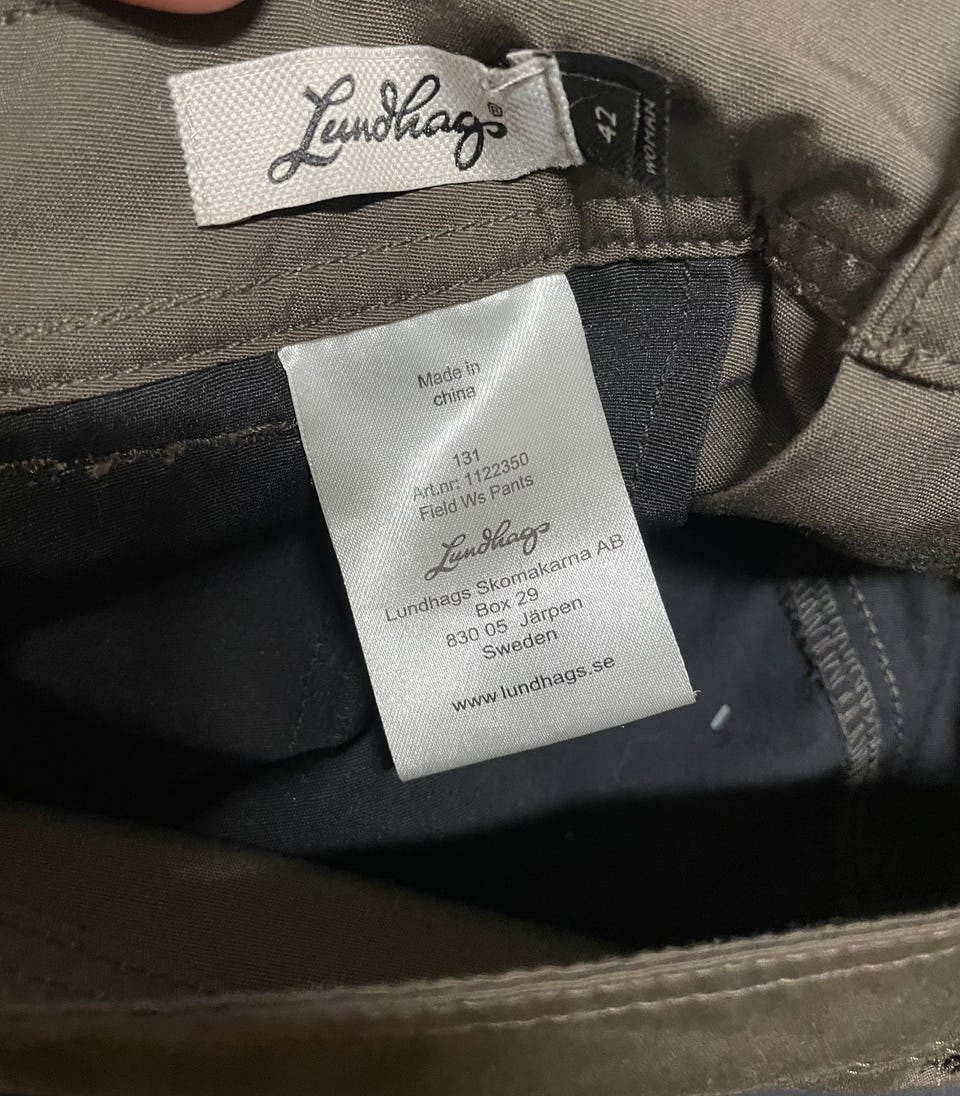 Lundhags®
42
WOMAN
Made in
china
131
Art.nr: 1122350
Field Ws Pants
Lundhags
Lundhags Skomakarna AB
Box 29
830 05 Järpen
Sweden
www.lundhags.se